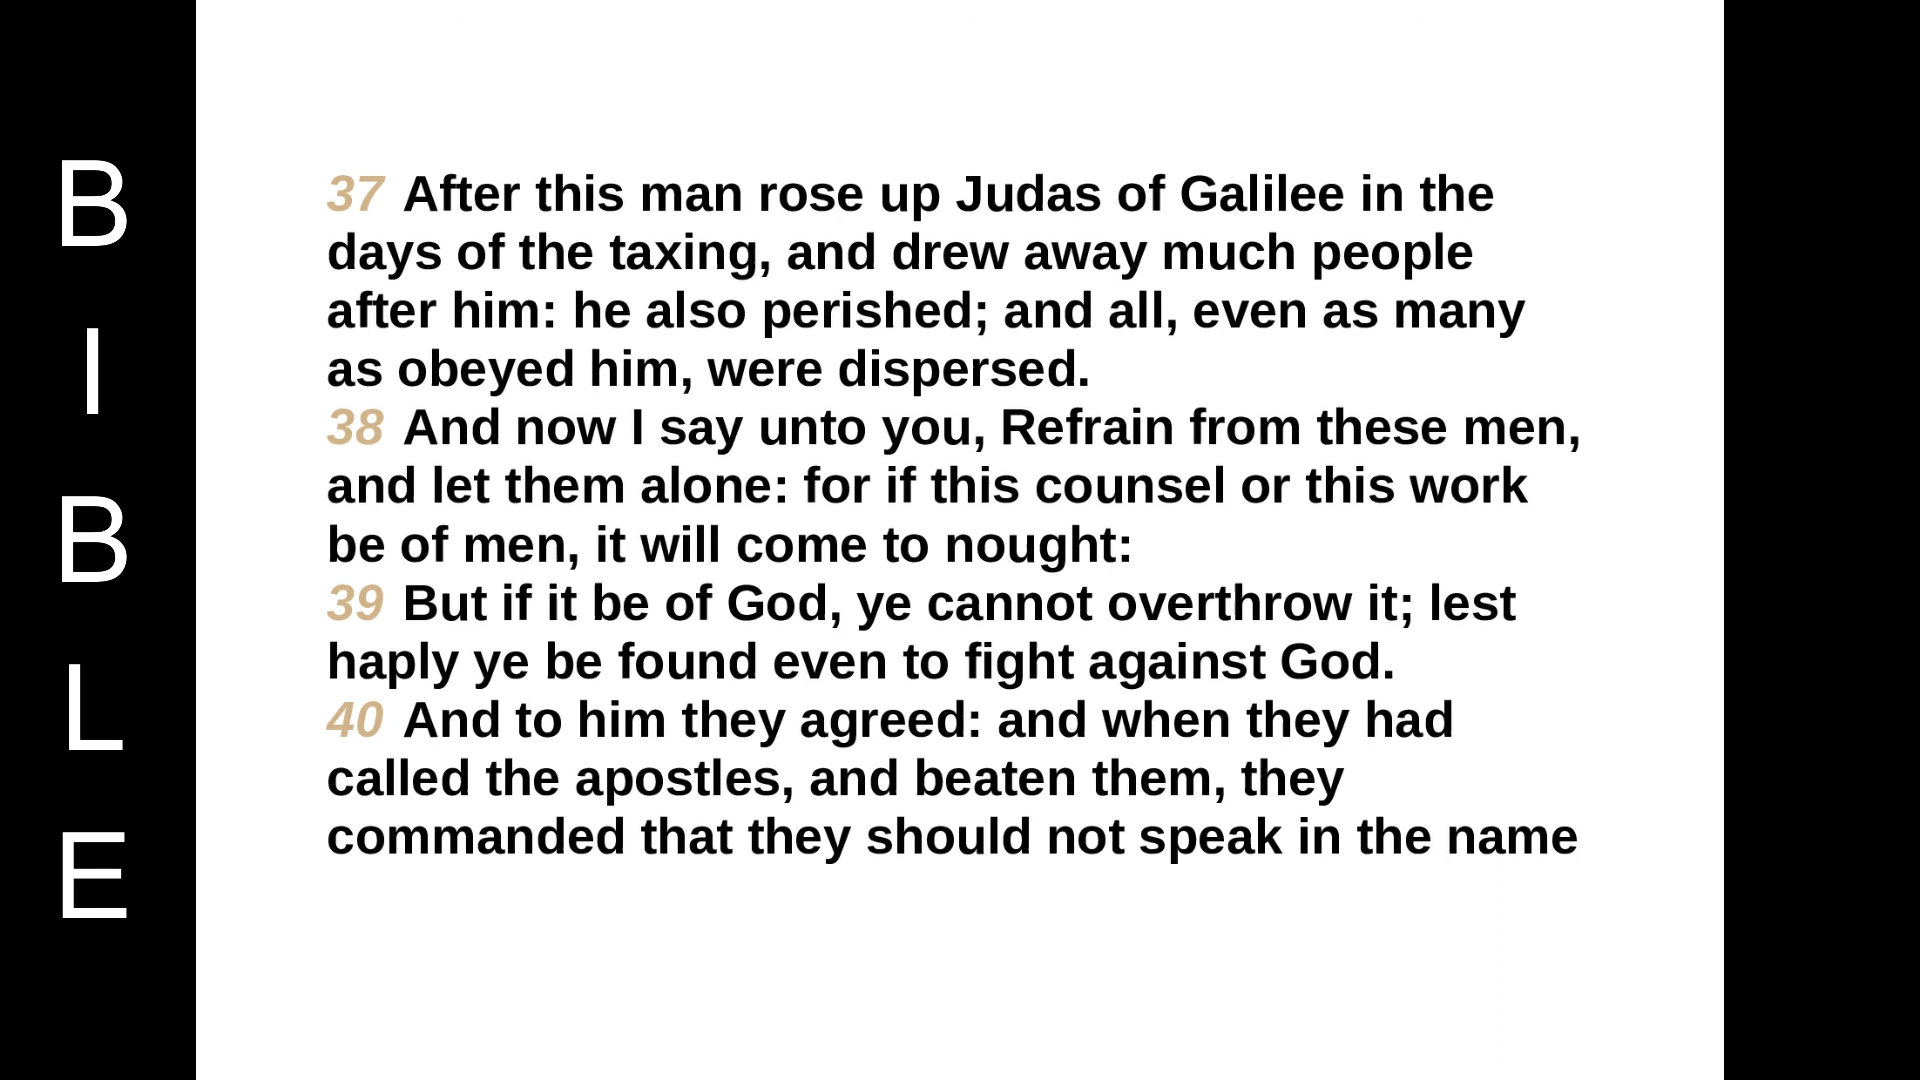 B
I
B
L
E
37 After this man rose up Judas of Galilee in the
days of the taxing, and drew away much people
after him: he also perished; and all, even as many
as obeyed him, were dispersed.
38 And now I say unto you, Refrain from these men,
and let them alone: for if this counsel or this work
be of men, it will come to nought:
39 But if it be of God, ye cannot overthrow it; lest
haply ye be found even to fight against God.
40 And to him they agreed: and when they had
called the apostles, and beaten them, they
commanded that they should not speak in the name